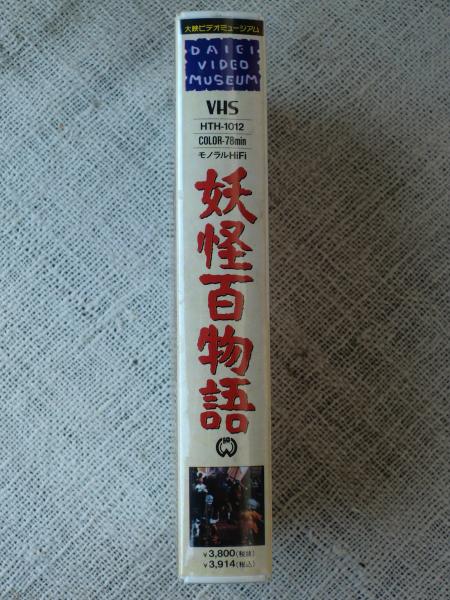 大映ビデオミュージアム
DAIEI
VIDEO
MUSEUM
VHS
HTH-1012
COLOR-78min
モノラルHiFi
妖怪百物語
¥3,800(税抜)
¥3,914(税込)